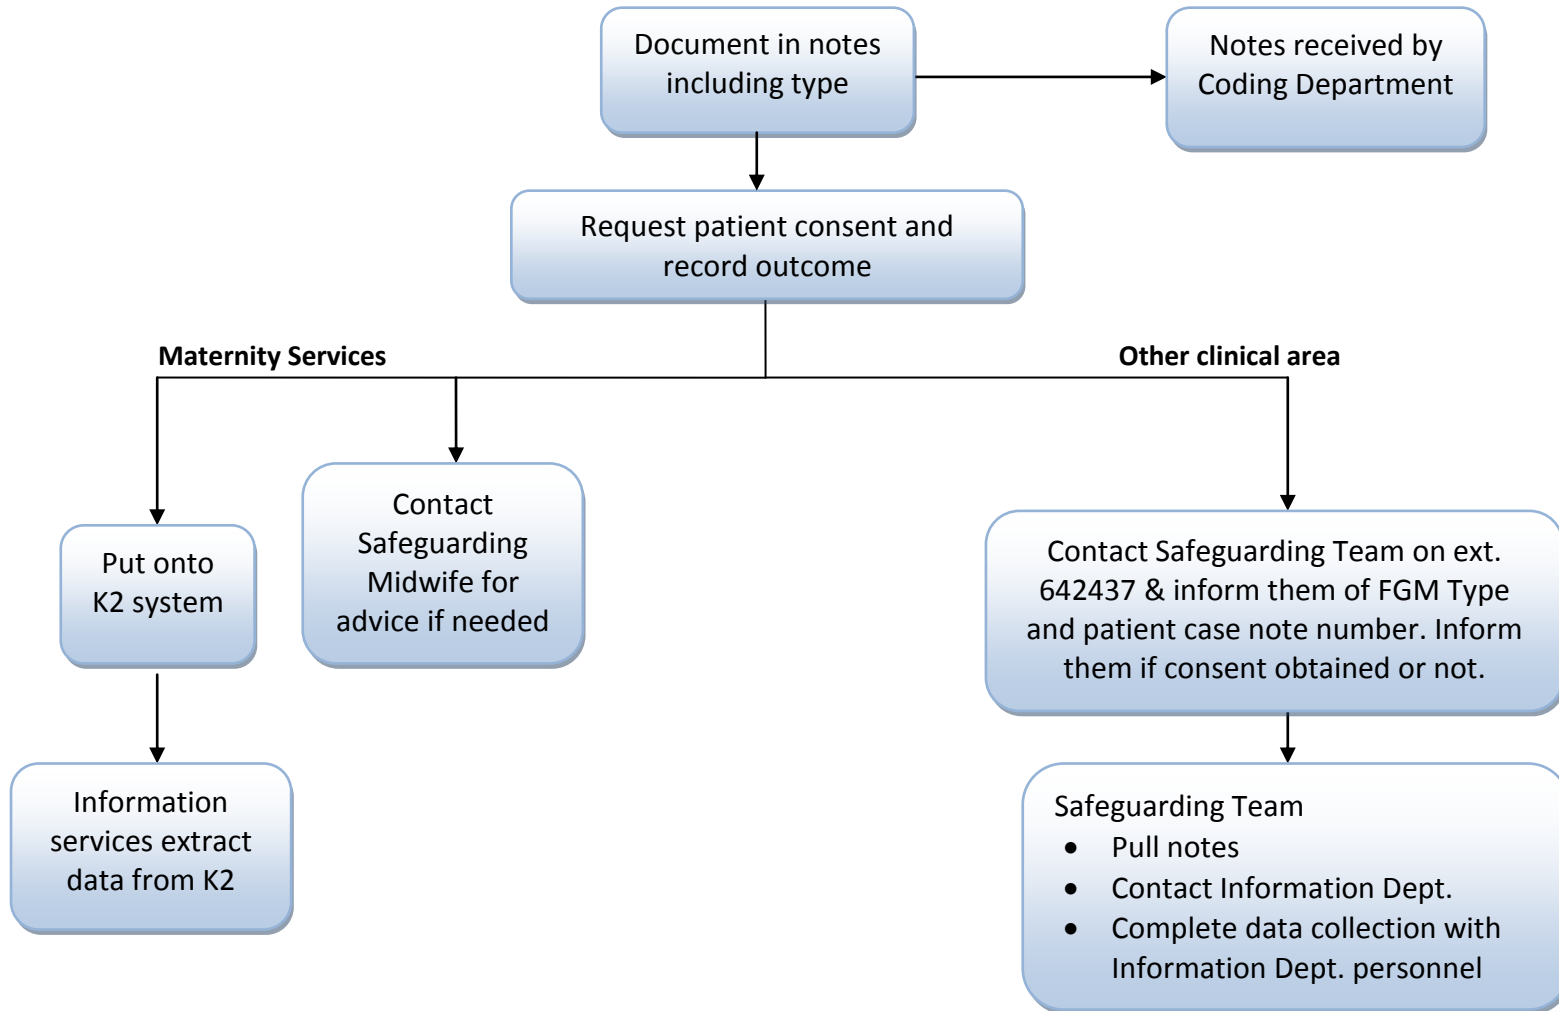 Document in notes
including type
Notes received by
Coding Department
Request patient consent and
record outcome
Maternity Services
Other clinical area
Put onto
K2 system
Contact
Safeguarding
Midwife for
advice if needed
Contact Safeguarding Team on ext.
642437 & inform them of FGM Type
and patient case note number. Inform
them if consent obtained or not.
Information
services extract
data from K2
Safeguarding Team
• Pull notes
• Contact Information Dept.
• Complete data collection with
Information Dept. personnel